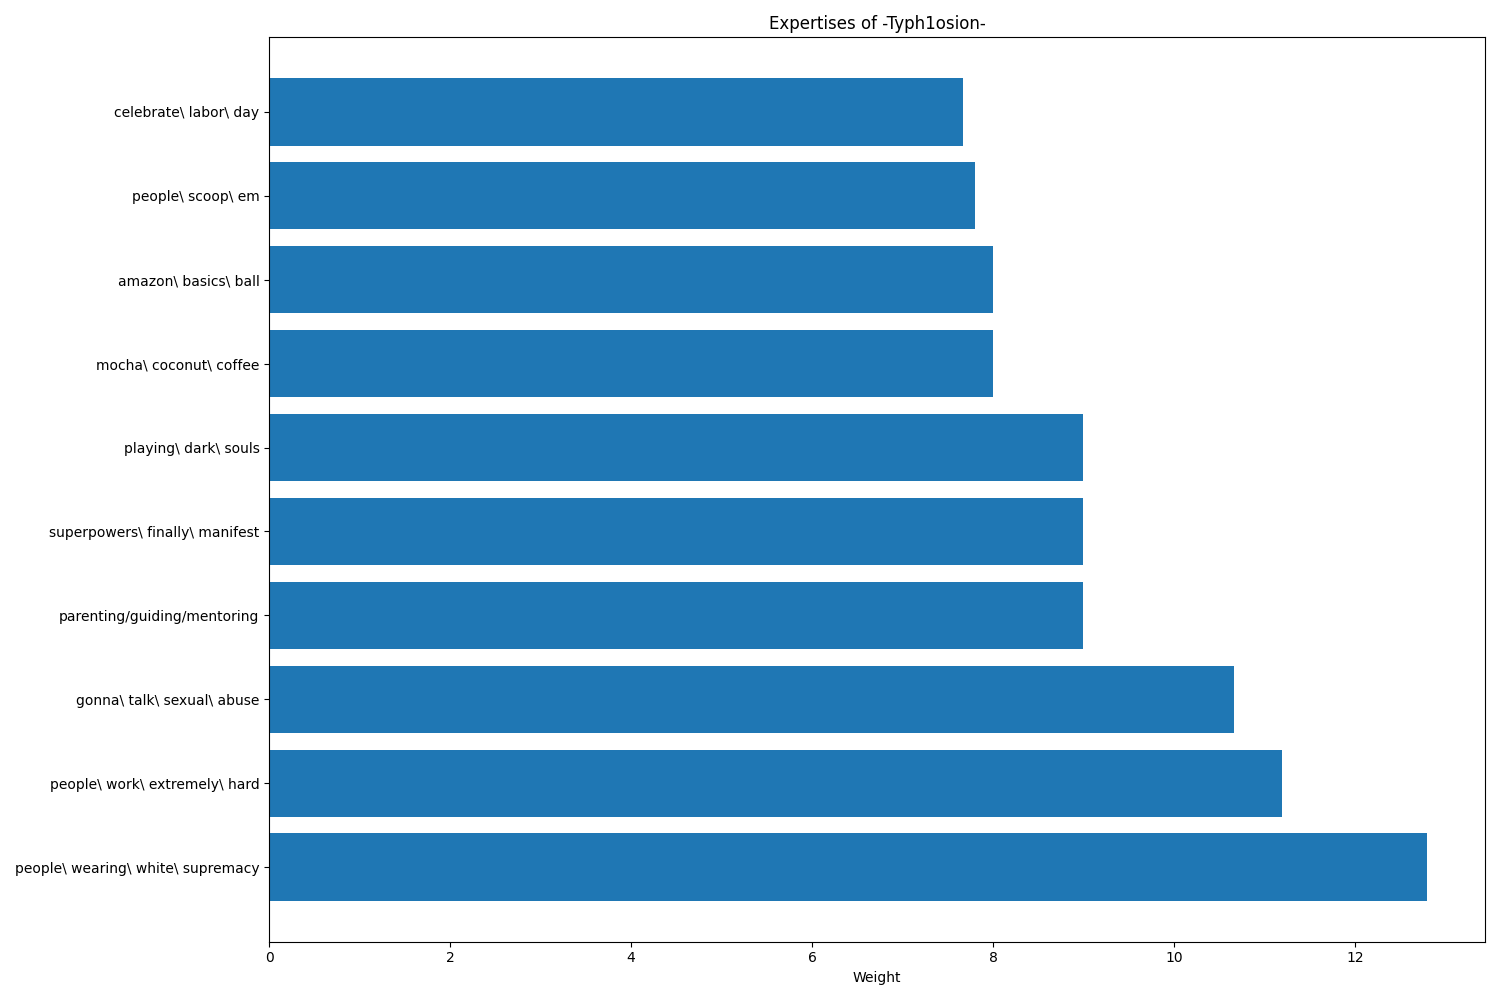 Expertises of -Typh1osion-
celebrate\ labor\ day
people\ scoop\ em
amazon\ basics\ ball
mocha\ coconut\ coffee
playing\ dark\ souls
superpowers\ finally\ manifest
parenting/guiding/mentoring
gonna\ talk\ sexual\ abuse
people\ work\ extremely\ hard
people\ wearing\ white\ supremacy
0 2 4 6 8 10 12
Weight